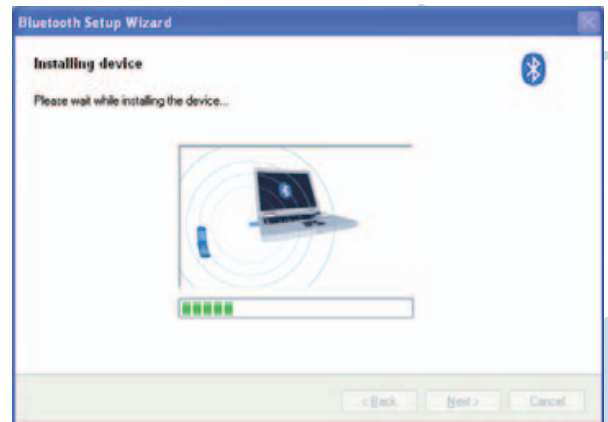 Bluetooth Setup Wizard
Installing device
Please wait while installing the device...
< Back Next > Cancel